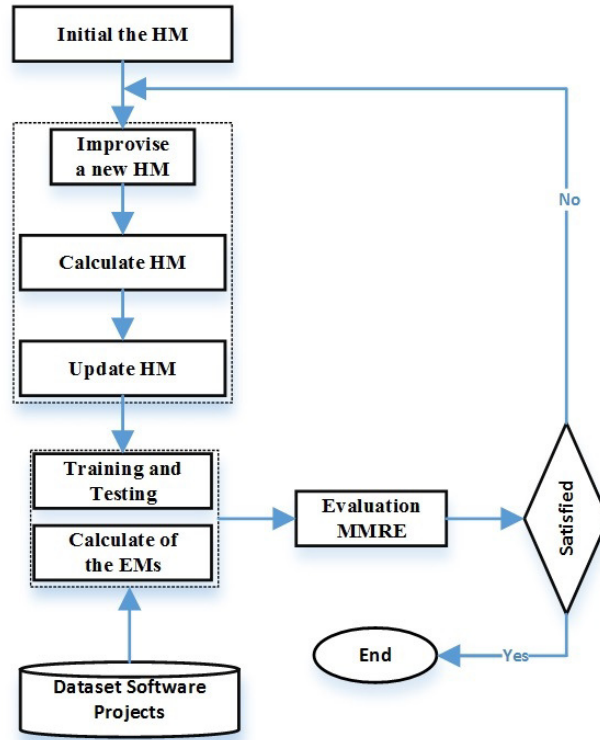 Initial the HM
Improvise
a new HM
Calculate HM
Update HM
Training and
Testing
Calculate of
the EMs
Dataset Software
Projects
Evaluation
MMRE
Satisfied
No
Yes
End